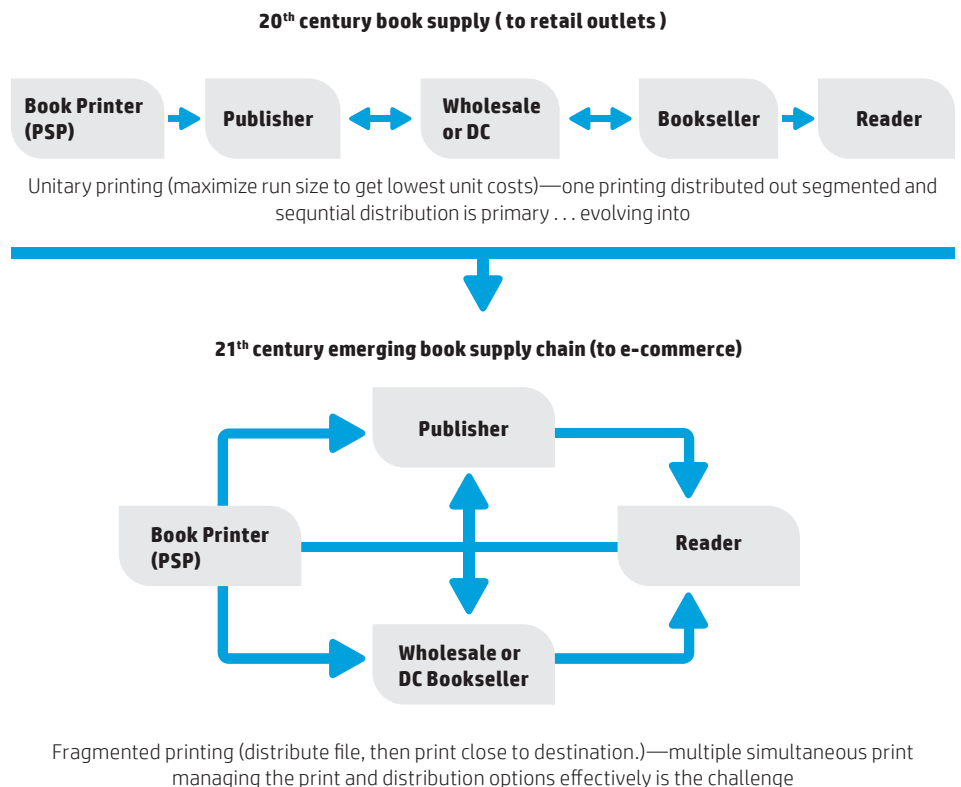 20th century book supply ( to retail outlets )
Book Printer
(PSP)
Publisher
Wholesale
or DC
Bookseller
Reader
Unitary printing (maximize run size to get lowest unit costs)—one printing distributed out segmented and
sequntial distribution is primary . . . evolving into
21th century emerging book supply chain (to e-commerce)
Publisher
Book Printer
(PSP)
Reader
Wholesale or
DC Bookseller
Fragmented printing (distribute file, then print close to destination.)—multiple simultaneous print
managing the print and distribution options effectively is the challenge